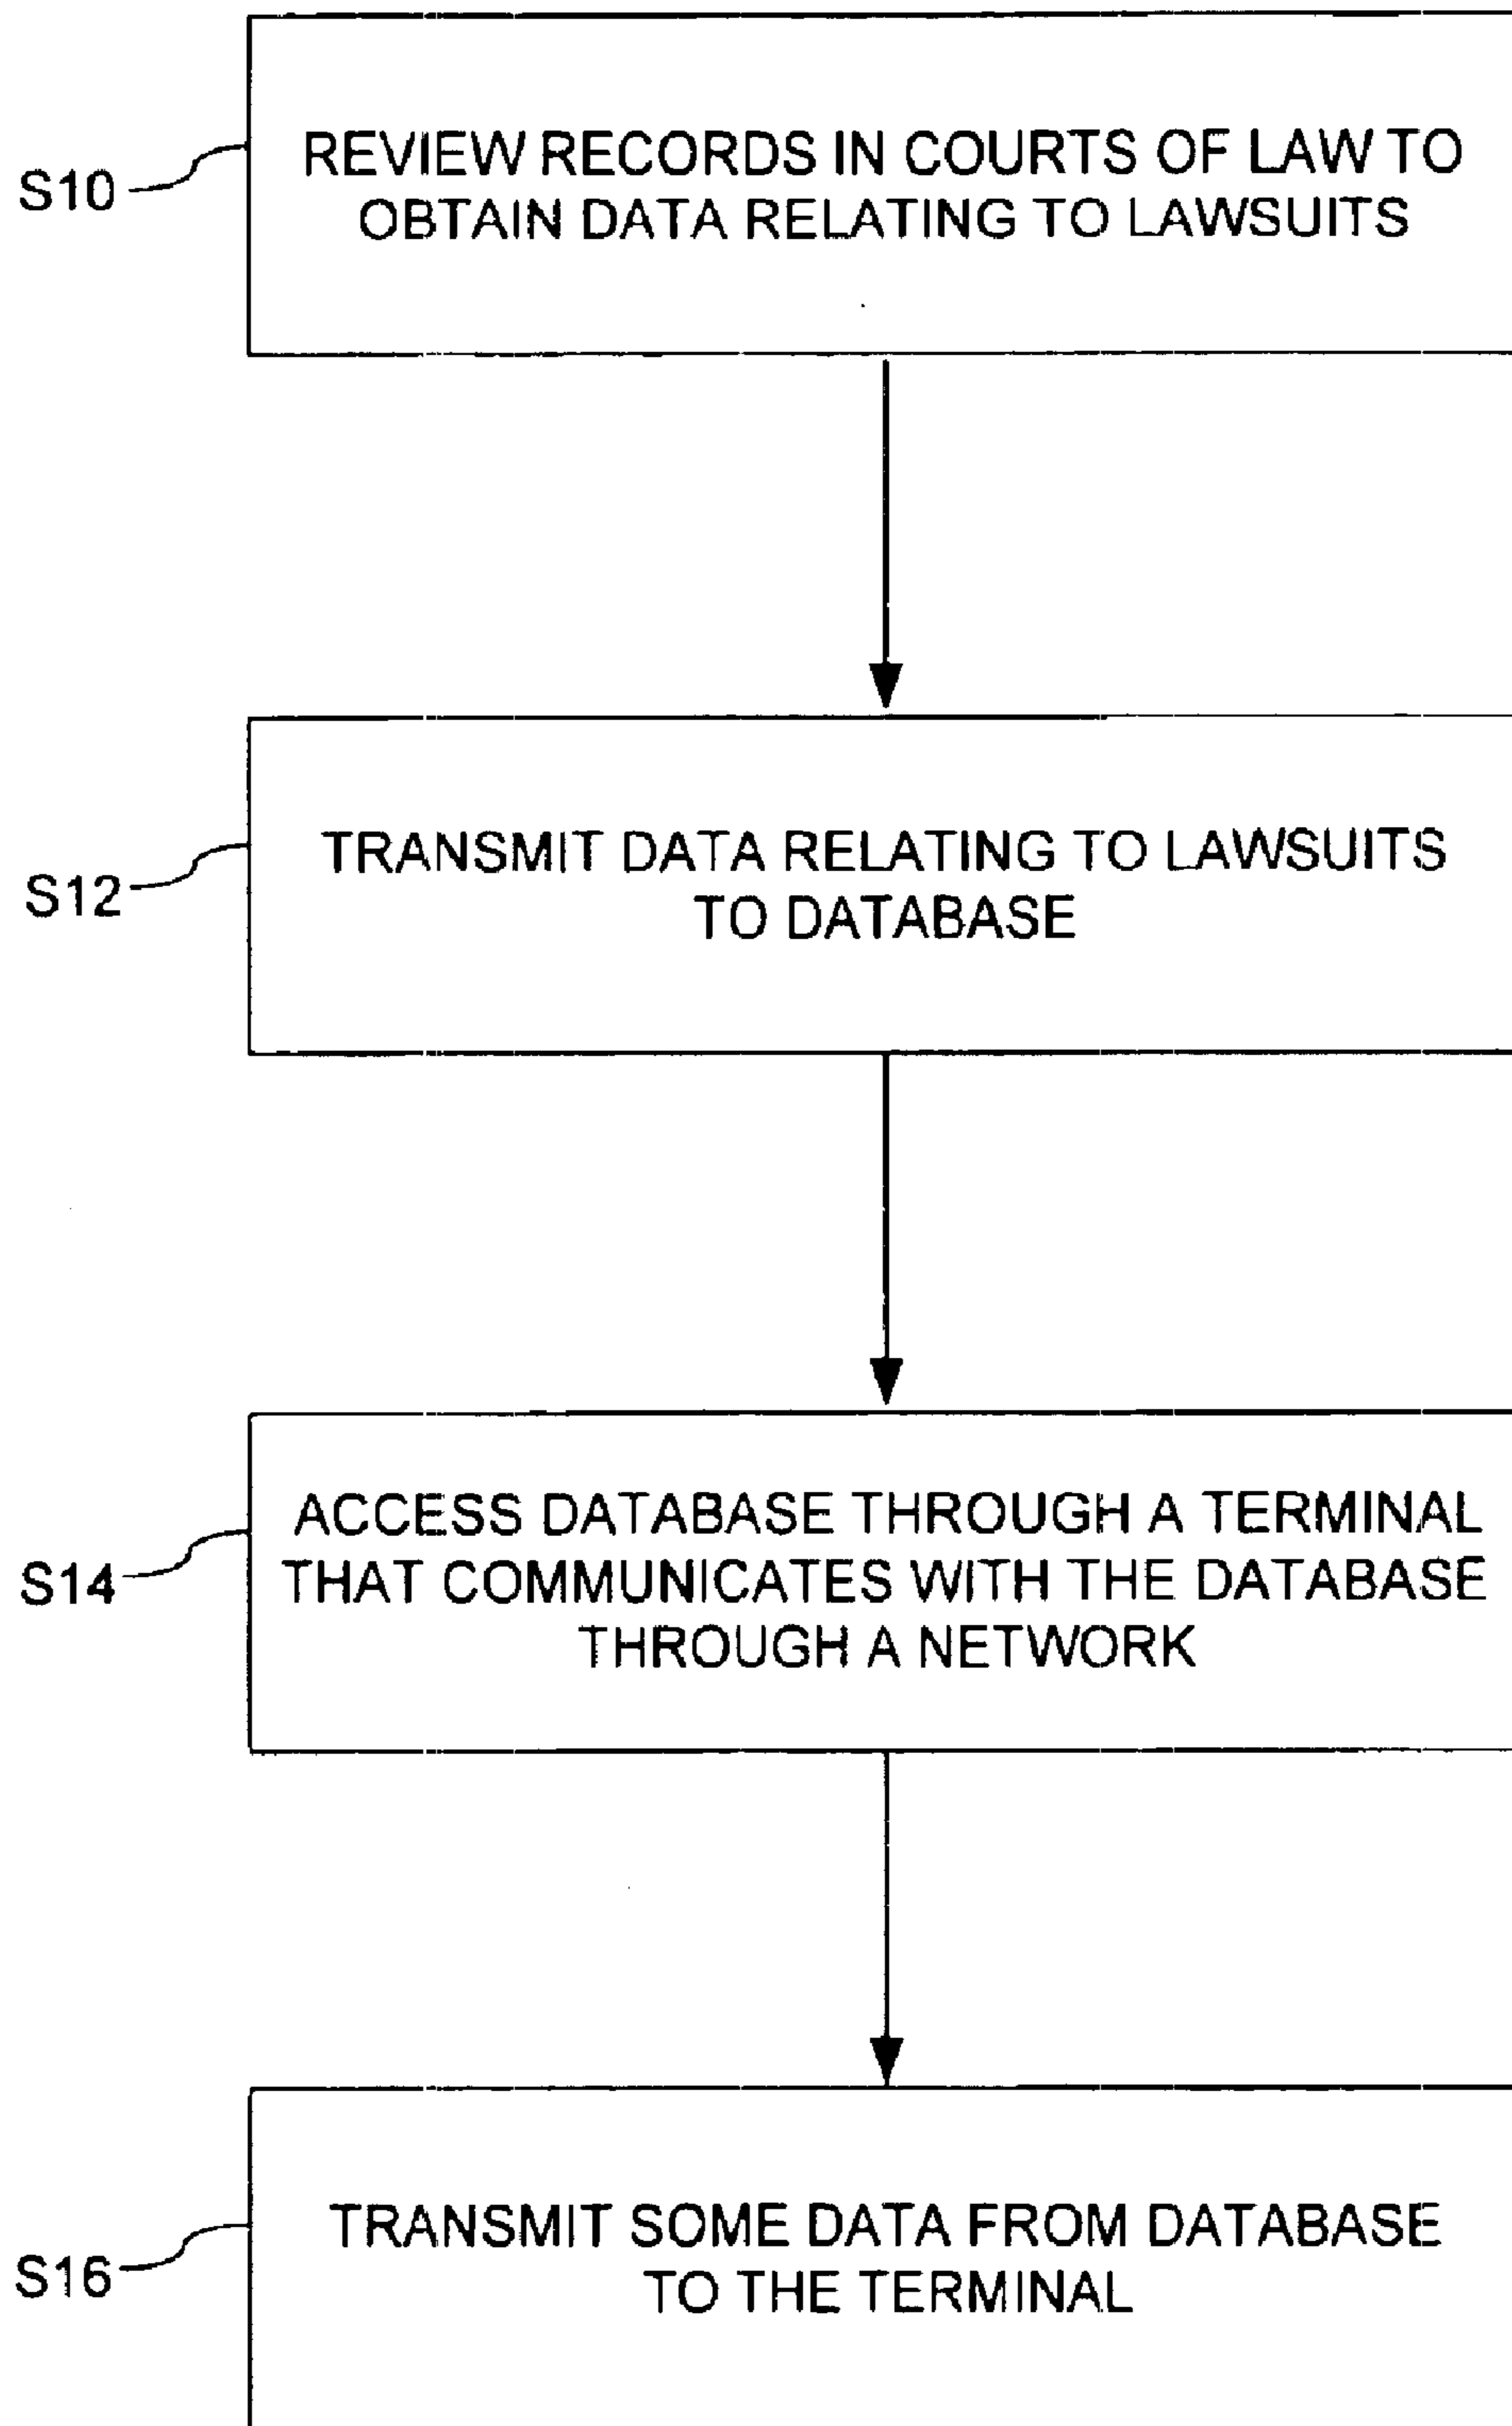 S10
REVIEW RECORDS IN COURTS OF LAW TO
OBTAIN DATA RELATING TO LAWSUITS
S12
TRANSMIT DATA RELATING TO LAWSUITS
TO DATABASE
S14
ACCESS DATABASE THROUGH A TERMINAL
THAT COMMUNICATES WITH THE DATABASE
THROUGH A NETWORK
S16
TRANSMIT SOME DATA FROM DATABASE
TO THE TERMINAL